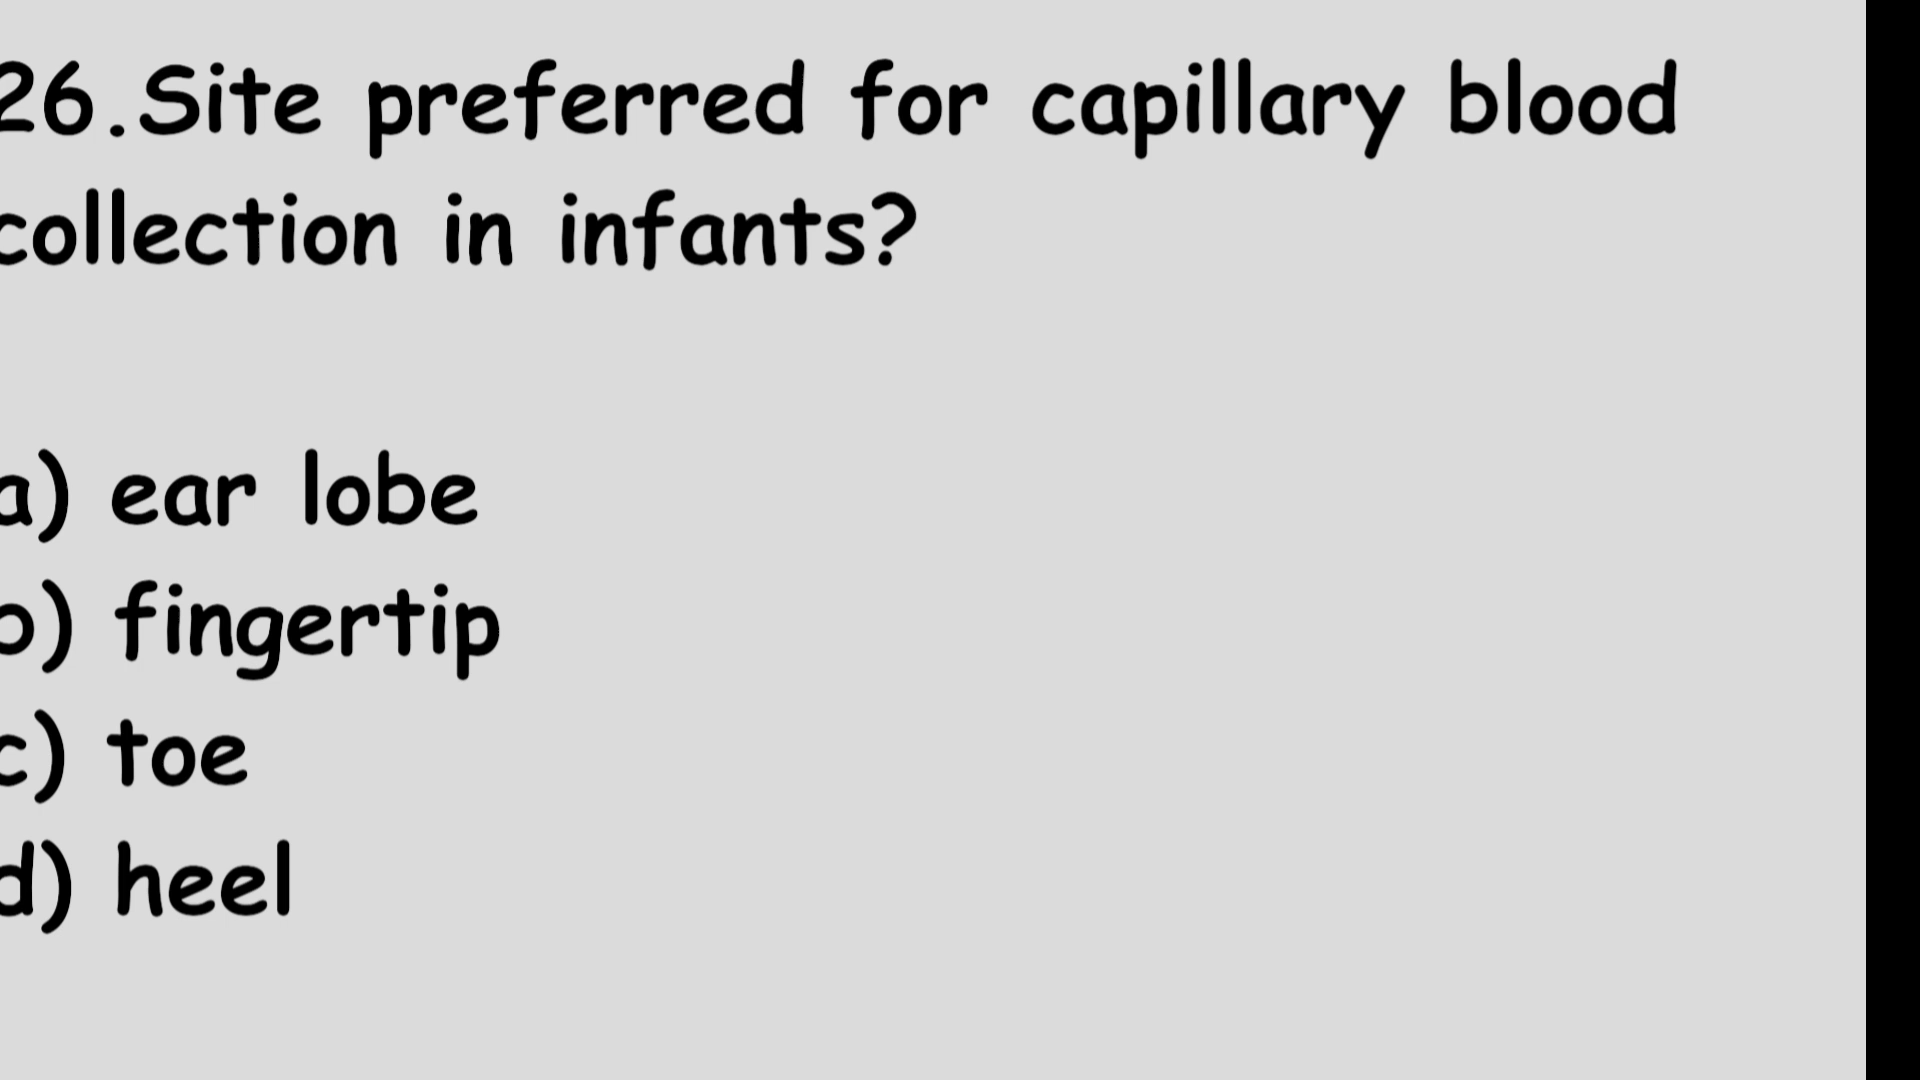 26.Site preferred for capillary blood
collection in infants?
a) ear lobe
b) fingertip
c) toe
d) heel